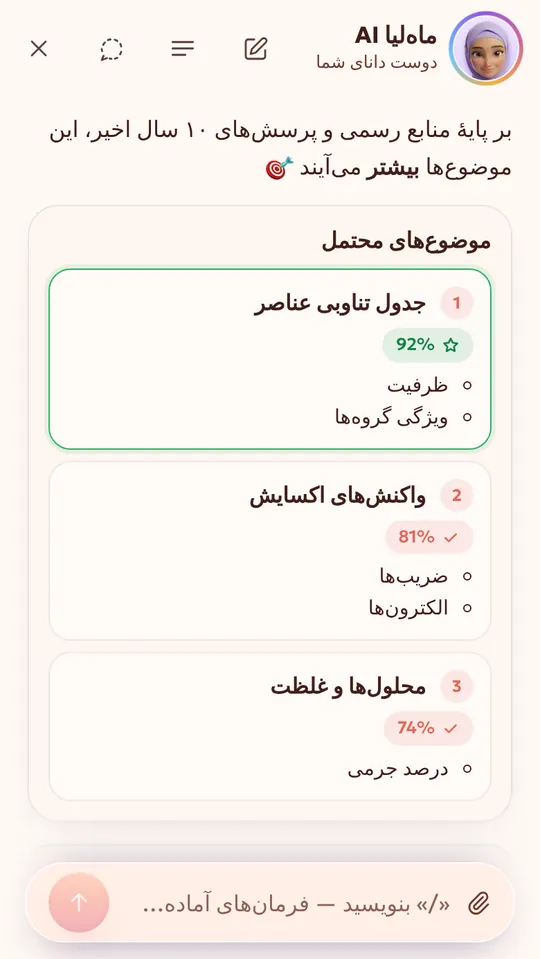 ماه‌لیا AI
دوست دانای شما
بر پایهٔ منابع رسمی و پرسش‌های ۱۰ سال اخیر، این
موضوع‌ها بیشتر می‌آیند 🎯
موضوع‌های محتمل
1 جدول تناوبی عناصر
92%
ظرفیت
ویژگی گروه‌ها
2 واکنش‌های اکسایش
81%
ضریب‌ها
الکترون‌ها
3 محلول‌ها و غلظت
74%
درصد جرمی
«/» بنویسید — فرمان‌های آماده...